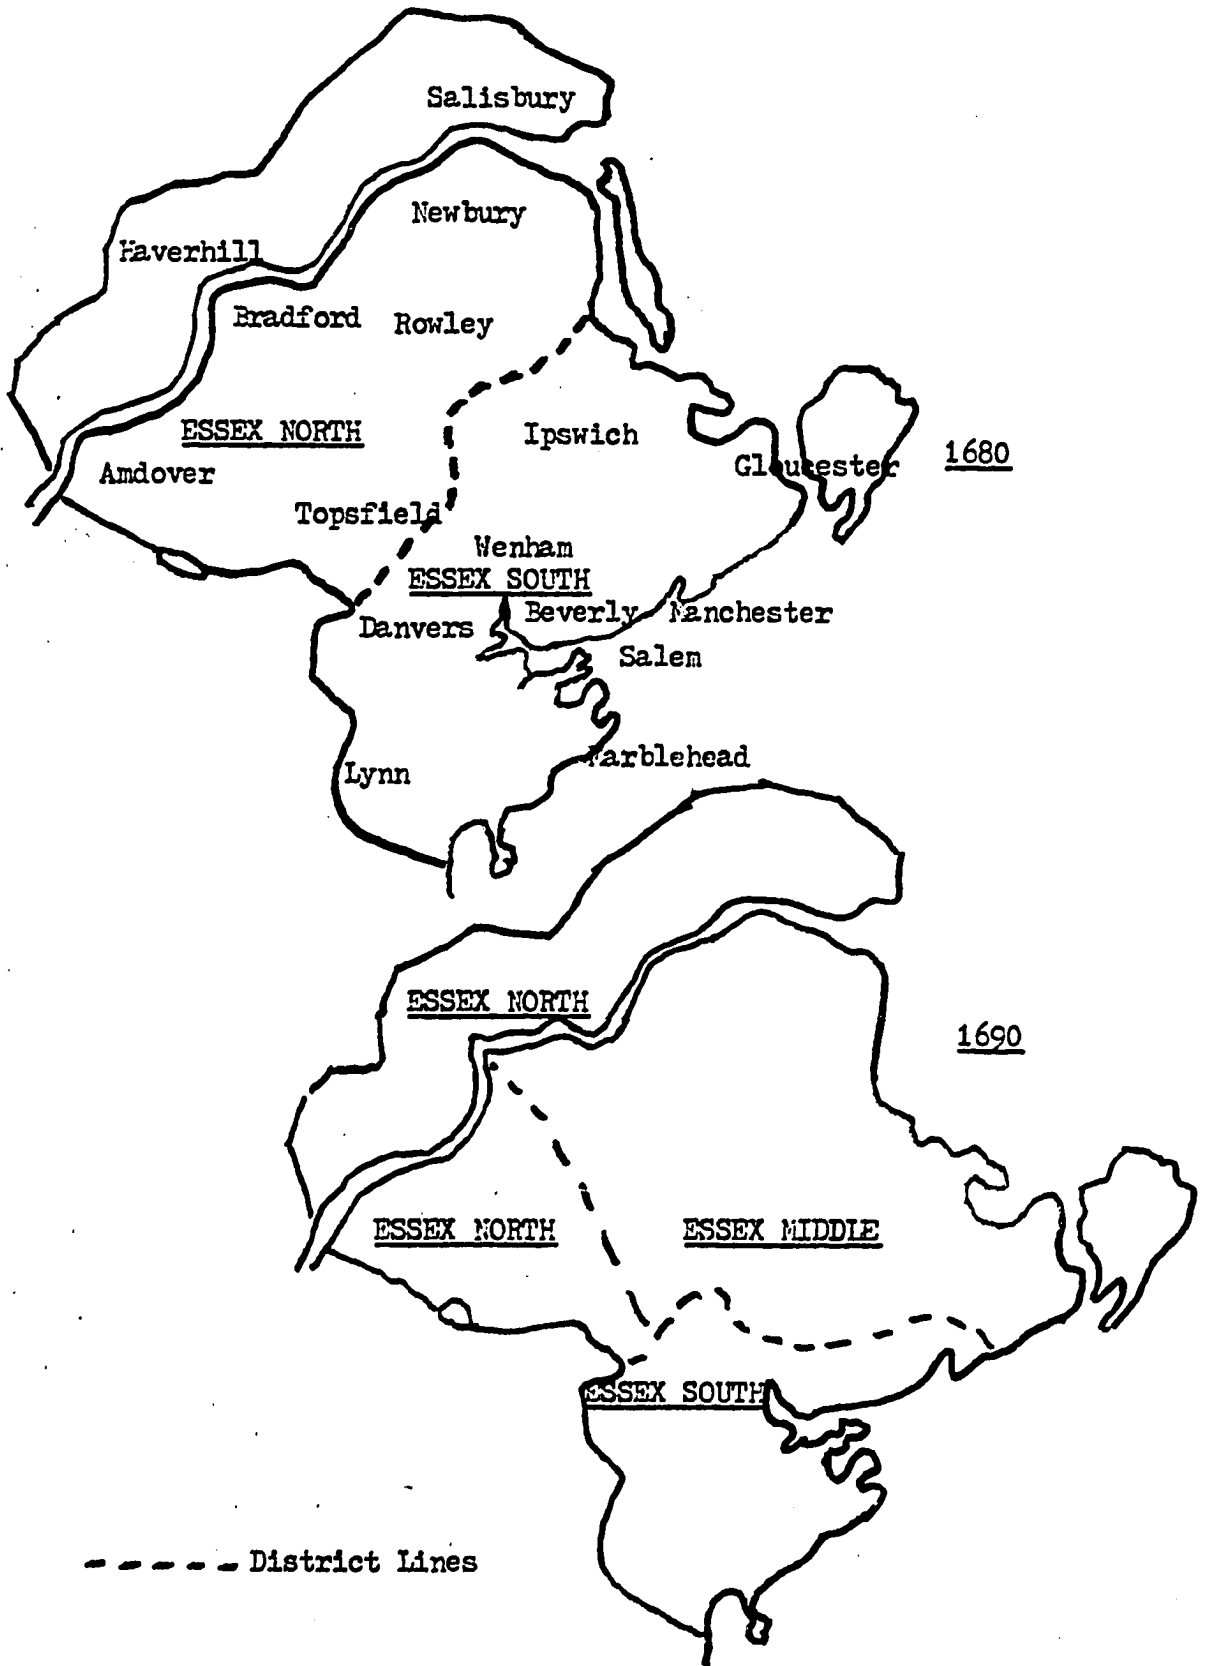 Salisbury
Newbury
Haverhill
Bradford
Rowley
ESSEX NORTH
Ipswich
Gloucester
1680
Amdover
Topsfield
Wenham
ESSEX SOUTH
Beverly
Manchester
Danvers
Salem
Marblehead
Lynn
ESSEX NORTH
1690
ESSEX NORTH
ESSEX MIDDLE
ESSEX SOUTH
District Lines